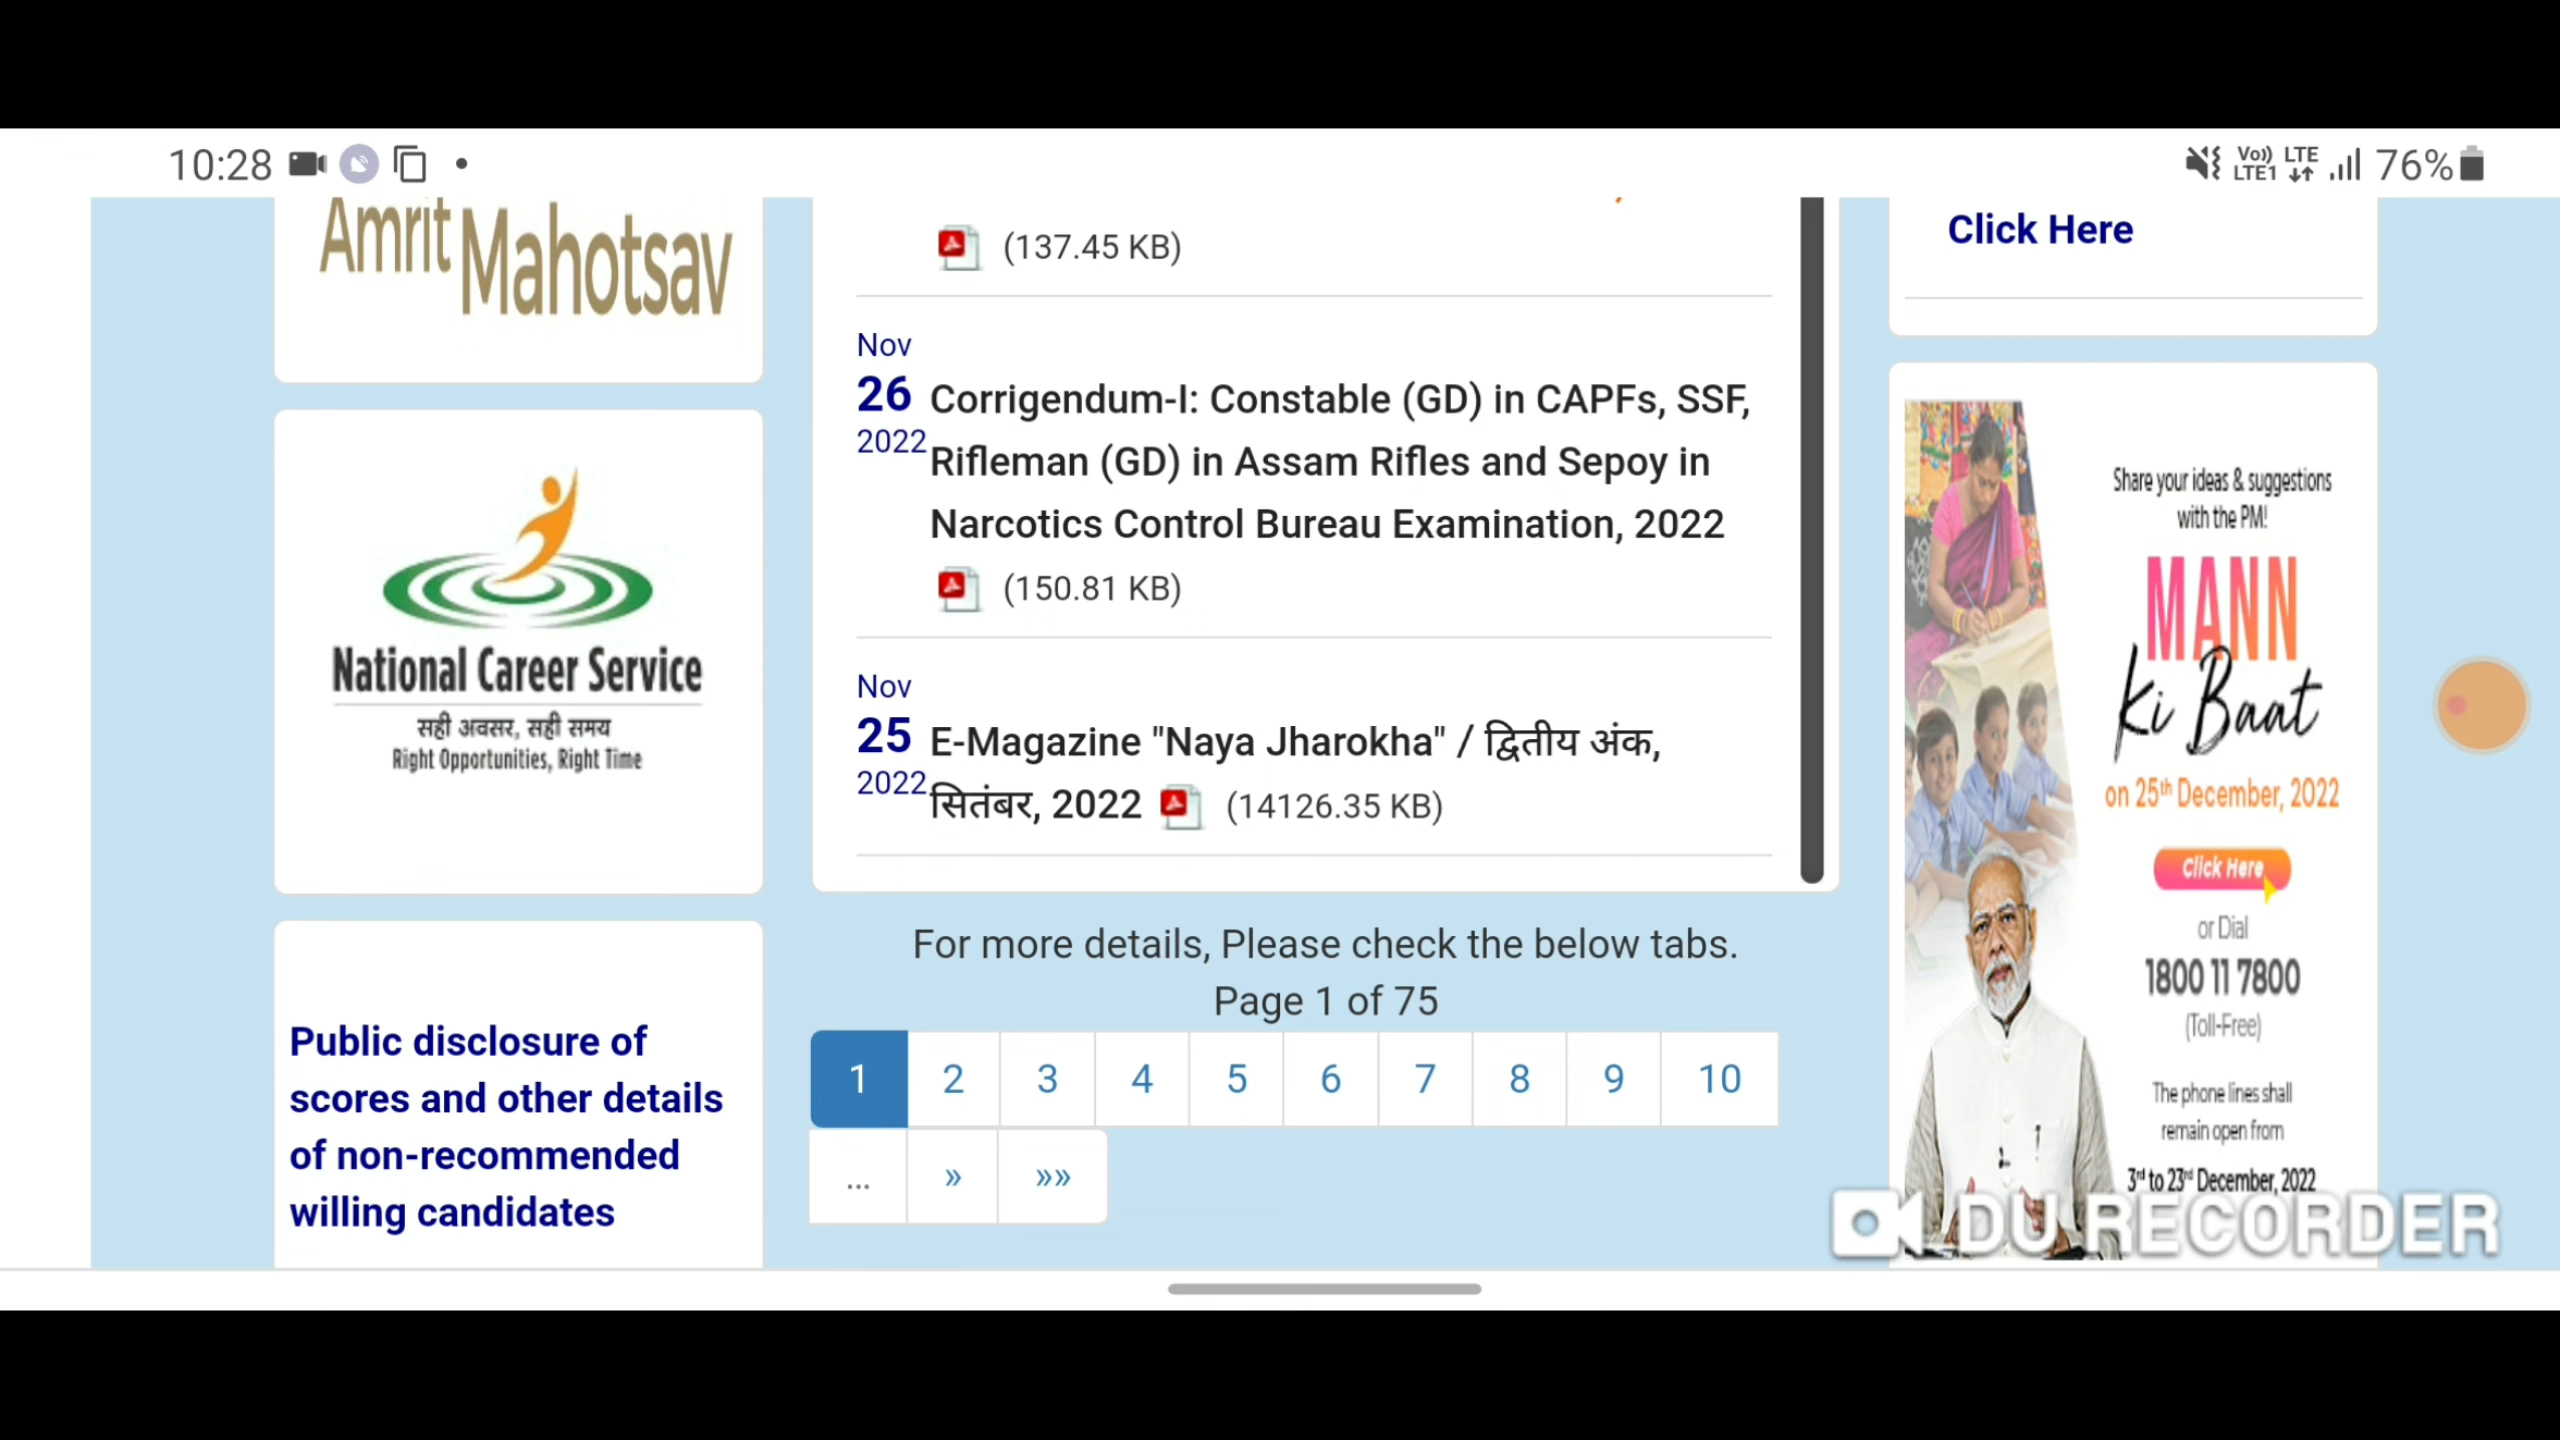 10:28
Vo)) LTE
LTE1
76%
Amrit
Mahotsav
National Career Service
सही अवसर, सही समय
Right Opportunities, Right Time
Public disclosure of
scores and other details
of non-recommended
willing candidates
(137.45 KB)
Nov
26
2022
Corrigendum-I: Constable (GD) in CAPFs, SSF,
Rifleman (GD) in Assam Rifles and Sepoy in
Narcotics Control Bureau Examination, 2022
(150.81 KB)
Nov
25
2022
E-Magazine "Naya Jharokha" / द्वितीय अंक,
सितंबर, 2022 (14126.35 KB)
For more details, Please check the below tabs.
Page 1 of 75
1 2 3 4 5 6 7 8 9 10
... » »»
Click Here
Share your ideas & suggestions
with the PM!
MANN
ki Baat
on 25th December, 2022
Click Here
or Dial
1800 11 7800
(Toll-Free)
The phone lines shall
remain open from
3rd to 23rd December, 2022
DU RECORDER